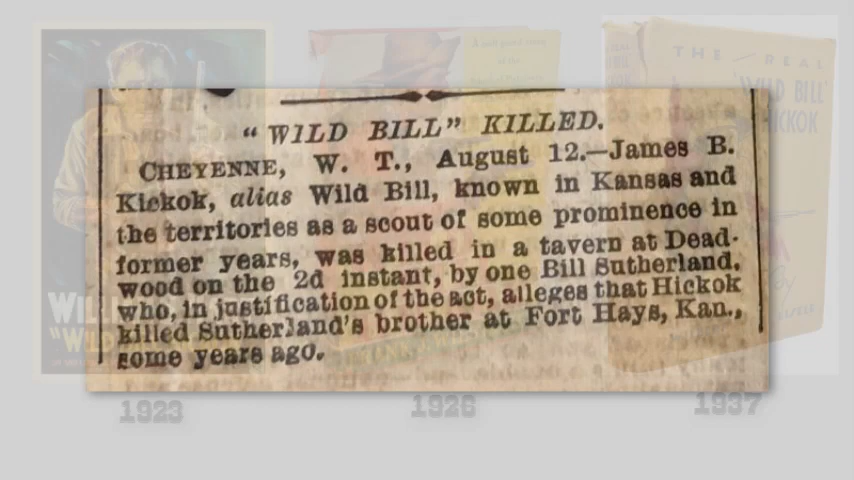 "WILD BILL" KILLED.
CHEYENNE, W. T., August 12.—James B.
Kickok, alias Wild Bill, known in Kansas and
the territories as a scout of some prominence in
former years, was killed in a tavern at Dead-
wood on the 2d instant, by one Bill Sutherland,
who, in justification of the act, alleges that Hickok
killed Sutherland's brother at Fort Hays, Kan.,
some years ago.
THE REAL
'WILD BILL'
HICKOK
1923
1926
1937